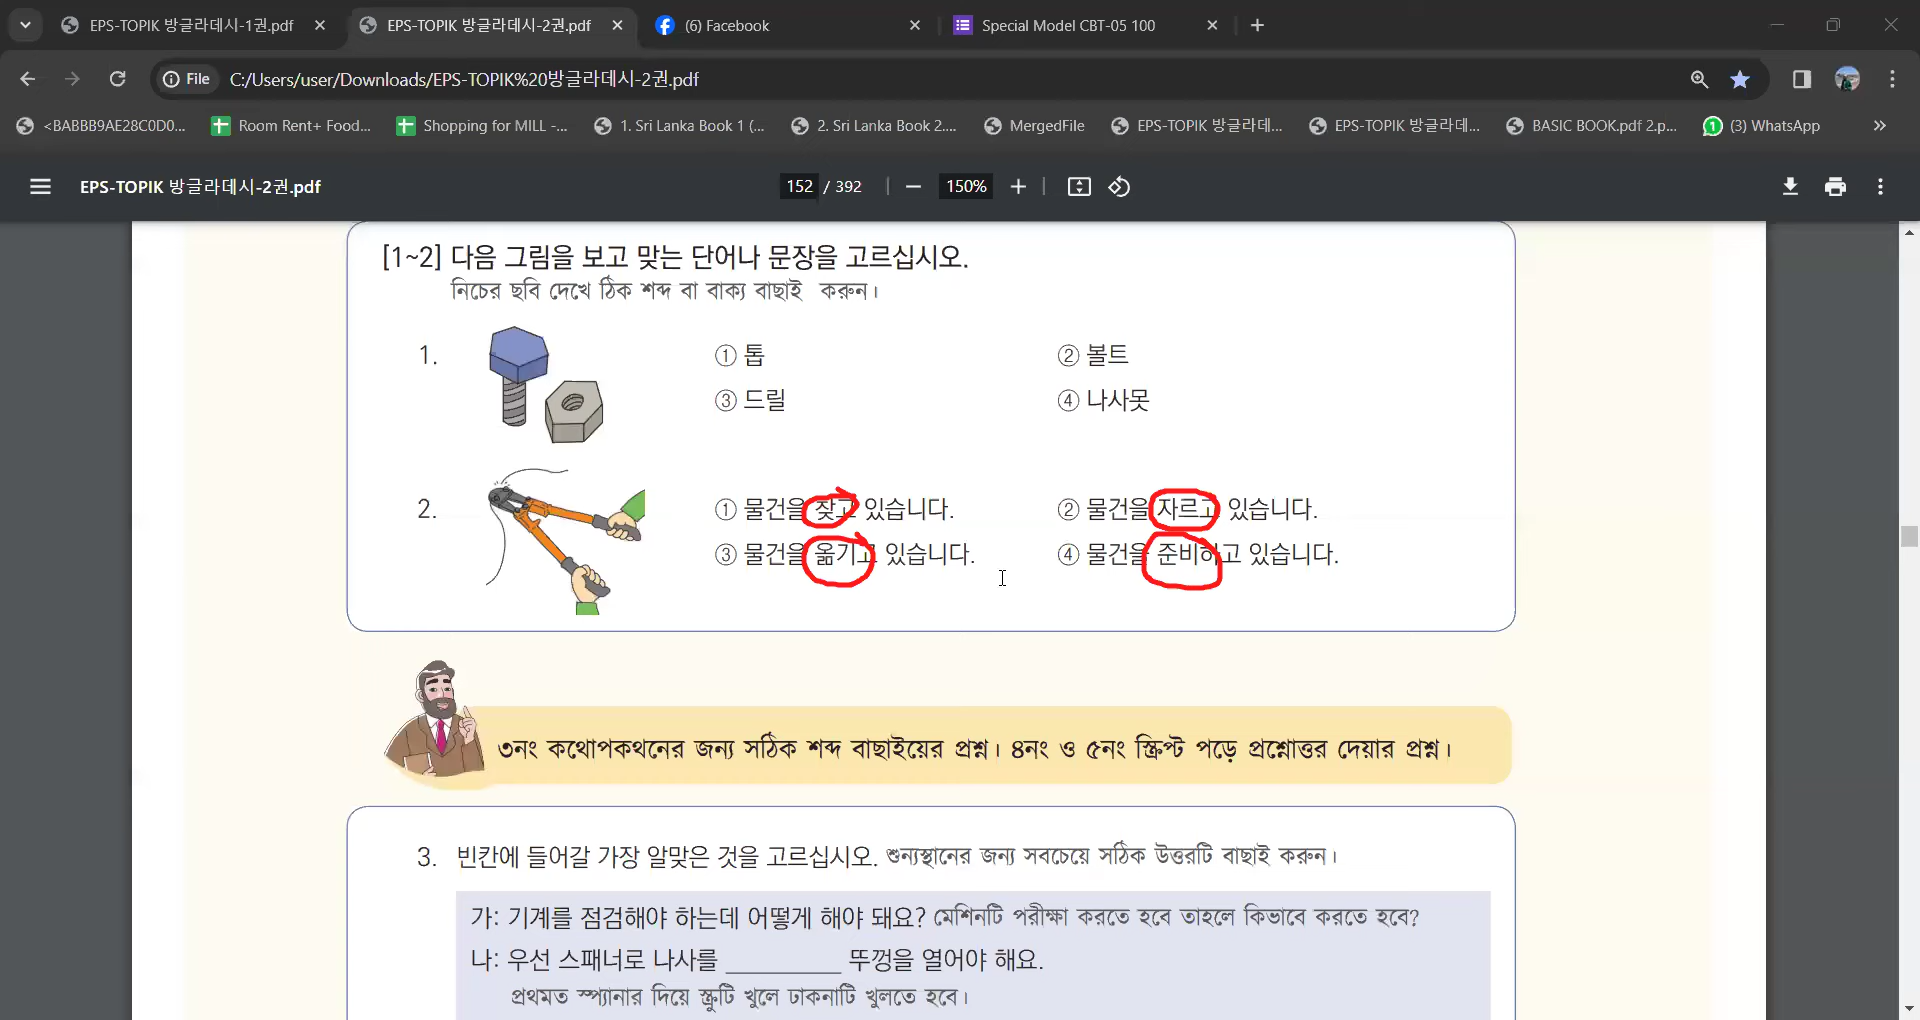 EPS-TOPIK 방글라데시-1권.pdf
EPS-TOPIK 방글라데시-2권.pdf
(6) Facebook
Special Model CBT-05 100
File
C:/Users/user/Downloads/EPS-TOPIK%20방글라데시-2권.pdf
<BABBB9AE28C0D0...
Room Rent+ Food...
Shopping for MILL -...
1. Sri Lanka Book 1 (...
2. Sri Lanka Book 2....
MergedFile
EPS-TOPIK 방글라데...
EPS-TOPIK 방글라데...
BASIC BOOK.pdf 2.p...
1
(3) WhatsApp
EPS-TOPIK 방글라데시-2권.pdf
152 / 392
150%
[1~2] 다음 그림을 보고 맞는 단어나 문장을 고르십시오.
নিচের ছবি দেখে ঠিক শব্দ বা বাক্য বাছাই করুন।
1.
① 톱
② 볼트
③ 드릴
④ 나사못
2.
① 물건을 찾고 있습니다.
② 물건을 자르고 있습니다.
③ 물건을 옮기고 있습니다.
④ 물건을 준비하고 있습니다.
৩নং কথোপকথনের জন্য সঠিক শব্দ বাছাইয়ের প্রশ্ন। ৪নং ও ৫নং স্ক্রিপ্ট পড়ে প্রশ্নোত্তর দেয়ার প্রশ্ন।
3. 빈칸에 들어갈 가장 알맞은 것을 고르십시오. শুন্যস্থানের জন্য সবচেয়ে সঠিক উত্তরটি বাছাই করুন।
가: 기계를 점검해야 하는데 어떻게 해야 돼요? মেশিনটি পরীক্ষা করতে হবে তাহলে কিভাবে করতে হবে?
나: 우선 스패너로 나사를 _________ 뚜껑을 열어야 해요.
প্রথমত স্প্যানার দিয়ে স্ক্রুটি খুলে ঢাকনাটি খুলতে হবে।